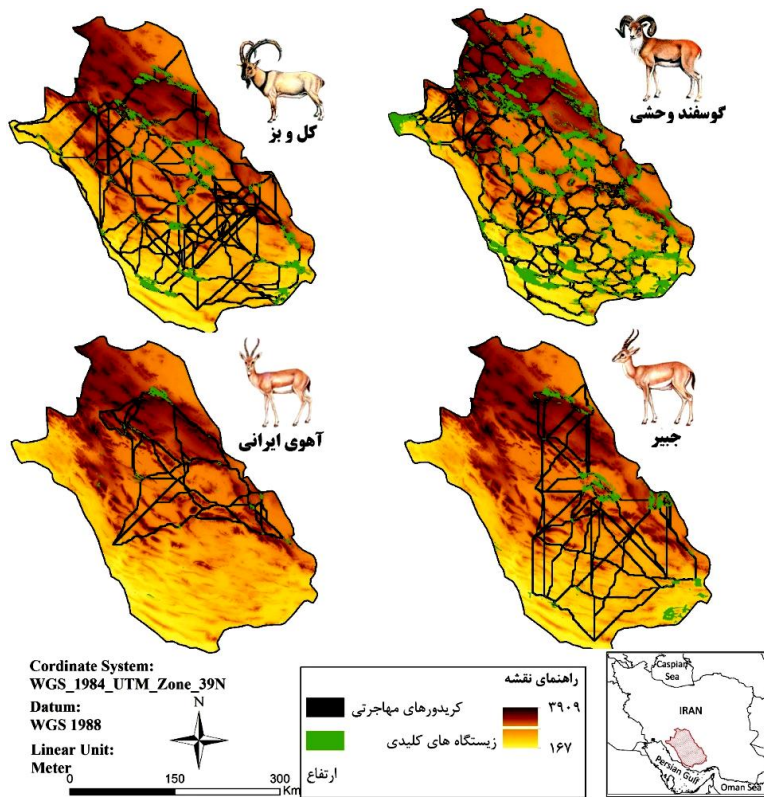 کل و بز
گوسفند وحشی
آهوی ایرانی
جبیر
Cordinate System:
WGS_1984_UTM_Zone_39N
Datum:
WGS 1988
Linear Unit:
Meter
N
0 150 300
Km
راهنمای نقشه
کریدورهای مهاجرتی
زیستگاه های کلیدی
ارتفاع
۳۹۰۹
۱۶۷
Caspian
Sea
IRAN
Persian Gulf
Oman Sea